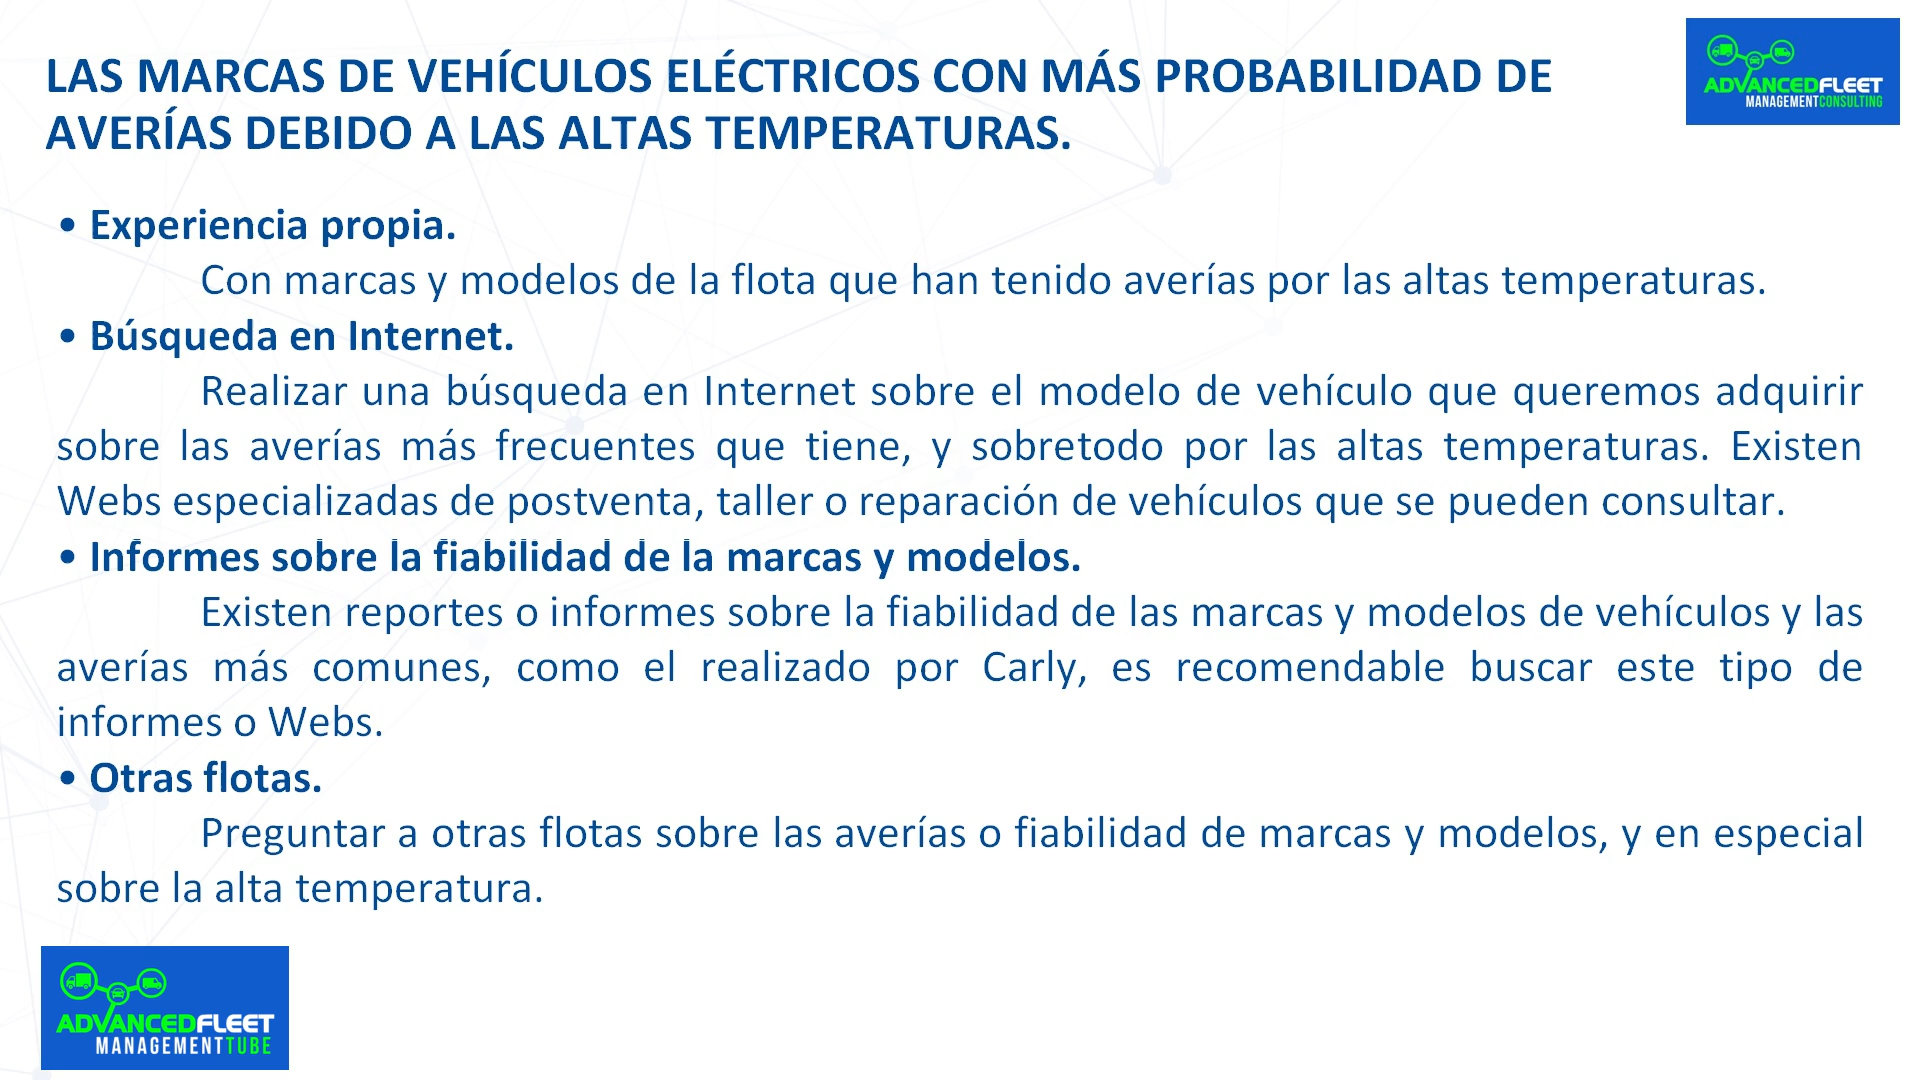 LAS MARCAS DE VEHÍCULOS ELÉCTRICOS CON MÁS PROBABILIDAD DE
AVERÍAS DEBIDO A LAS ALTAS TEMPERATURAS.
ADVANCEDFLEET
MANAGEMENTCONSULTING
• Experiencia propia.
Con marcas y modelos de la flota que han tenido averías por las altas temperaturas.
• Búsqueda en Internet.
Realizar una búsqueda en Internet sobre el modelo de vehículo que queremos adquirir
sobre las averías más frecuentes que tiene, y sobretodo por las altas temperaturas. Existen
Webs especializadas de postventa, taller o reparación de vehículos que se pueden consultar.
• Informes sobre la fiabilidad de la marcas y modelos.
Existen reportes o informes sobre la fiabilidad de las marcas y modelos de vehículos y las
averías más comunes, como el realizado por Carly, es recomendable buscar este tipo de
informes o Webs.
• Otras flotas.
Preguntar a otras flotas sobre las averías o fiabilidad de marcas y modelos, y en especial
sobre la alta temperatura.
ADVANCEDFLEET
MANAGEMENTTUBE